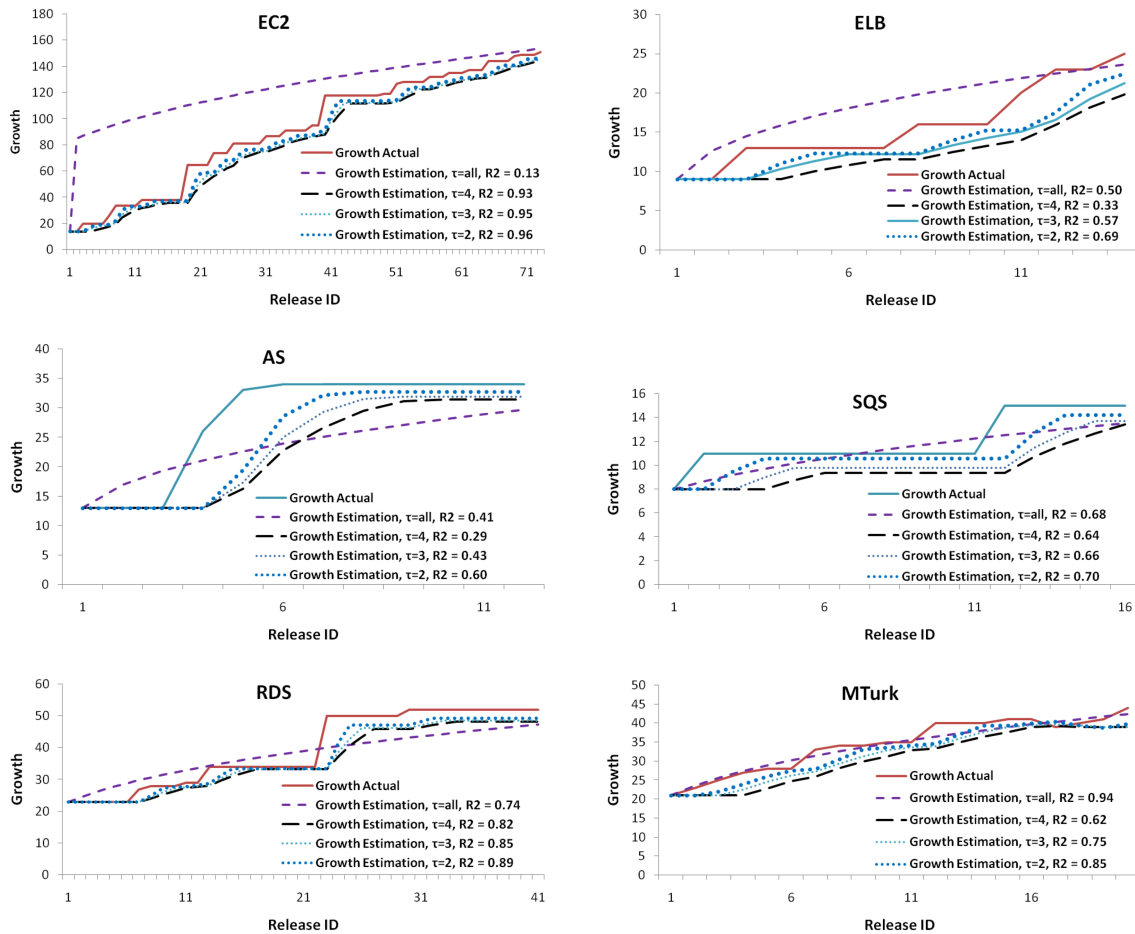 EC2
180
160
140
120
100
80
60
40
20
0
Growth
Growth Actual
Growth Estimation, τ=all, R2 = 0.13
Growth Estimation, τ=4, R2 = 0.93
Growth Estimation, τ=3, R2 = 0.95
Growth Estimation, τ=2, R2 = 0.96
1 11 21 31 41 51 61 71
Release ID
ELB
30
25
20
15
10
5
0
Growth
Growth Actual
Growth Estimation, τ=all, R2= 0.50
Growth Estimation, τ=4, R2 = 0.33
Growth Estimation, τ=3, R2 = 0.57
Growth Estimation, τ=2, R2 = 0.69
1 6 11
Release ID
AS
40
35
30
25
20
15
10
5
0
Growth
Growth Actual
Growth Estimation, τ=all, R2 = 0.41
Growth Estimation, τ=4, R2 = 0.29
Growth Estimation, τ=3, R2 = 0.43
Growth Estimation, τ=2, R2 = 0.60
1 6 11
Release ID
SQS
16
14
12
10
8
6
4
2
0
Growth
Growth Actual
Growth Estimation, τ=all, R2 = 0.68
Growth Estimation, τ=4, R2 = 0.64
Growth Estimation, τ=3, R2 = 0.66
Growth Estimation, τ=2, R2 = 0.70
1 6 11 16
Release ID
RDS
60
50
40
30
20
10
0
Growth
Growth Actual
Growth Estimation, τ=all, R2 = 0.74
Growth Estimation, τ=4, R2 = 0.82
Growth Estimation, τ=3, R2 = 0.85
Growth Estimation, τ=2, R2 = 0.89
1 11 21 31 41
Release ID
MTurk
50
45
40
35
30
25
20
15
10
5
0
Growth
Growth Actual
Growth Estimation, τ=all, R2 = 0.94
Growth Estimation, τ=4, R2 = 0.62
Growth Estimation, τ=3, R2 = 0.75
Growth Estimation, τ=2, R2 = 0.85
1 6 11 16
Release ID